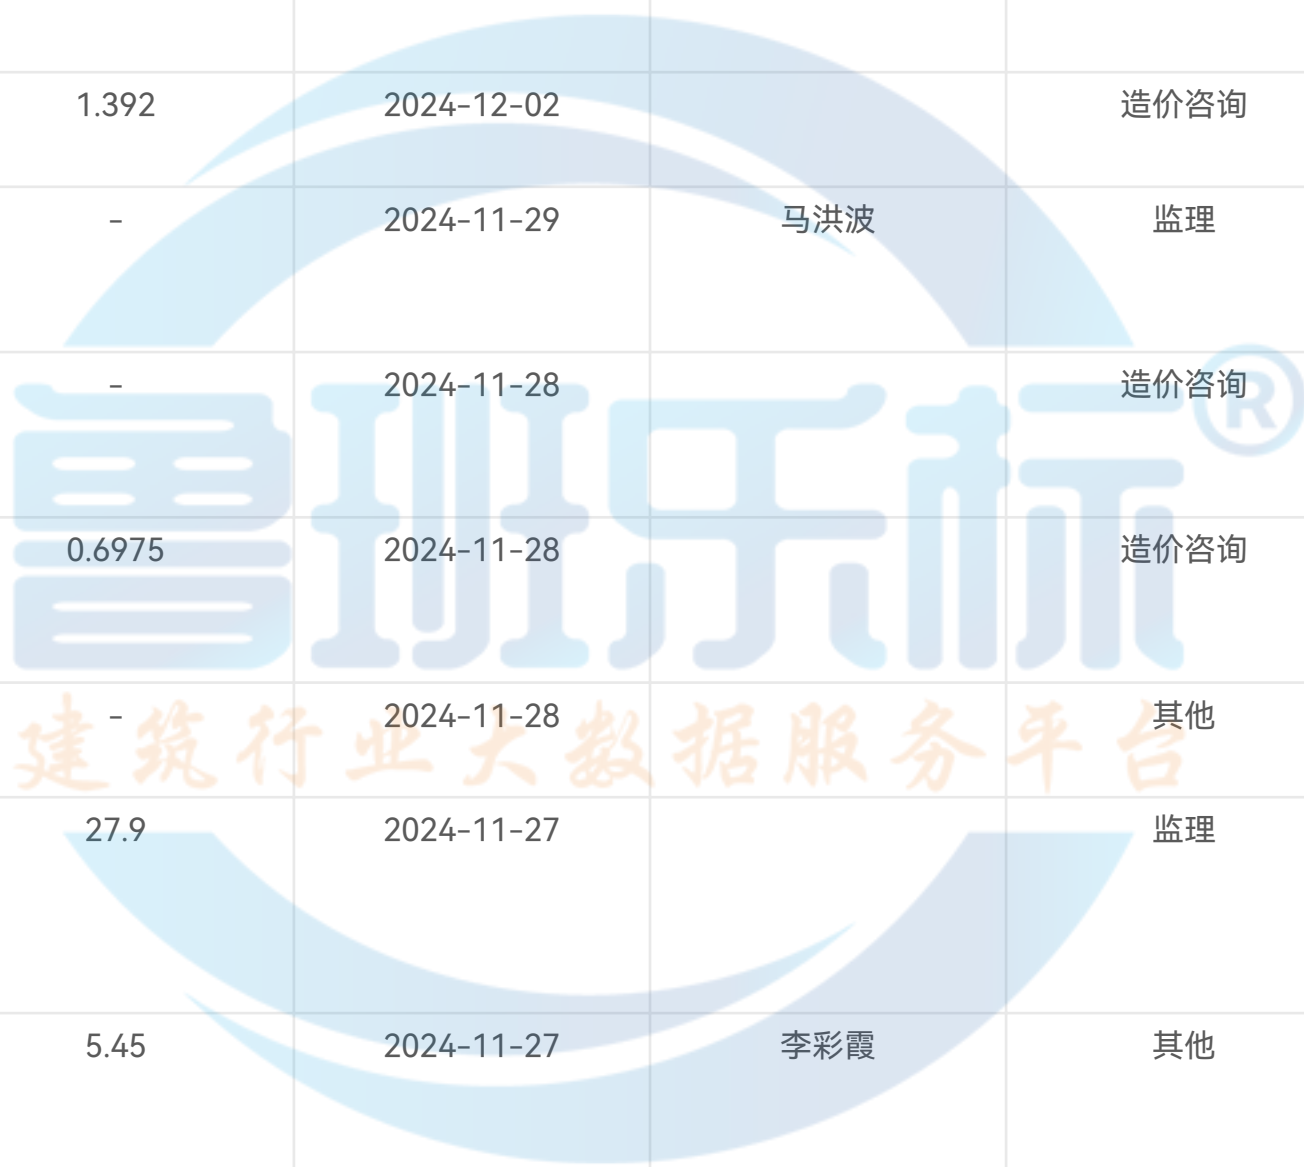 1.392 2024-12-02 造价咨询
- 2024-11-29 马洪波 监理
- 2024-11-28 造价咨询
鲁班乐标®
0.6975 2024-11-28 造价咨询
- 2024-11-28 其他
建筑行业大数据服务平台
27.9 2024-11-27 监理
5.45 2024-11-27 李彩霞 其他